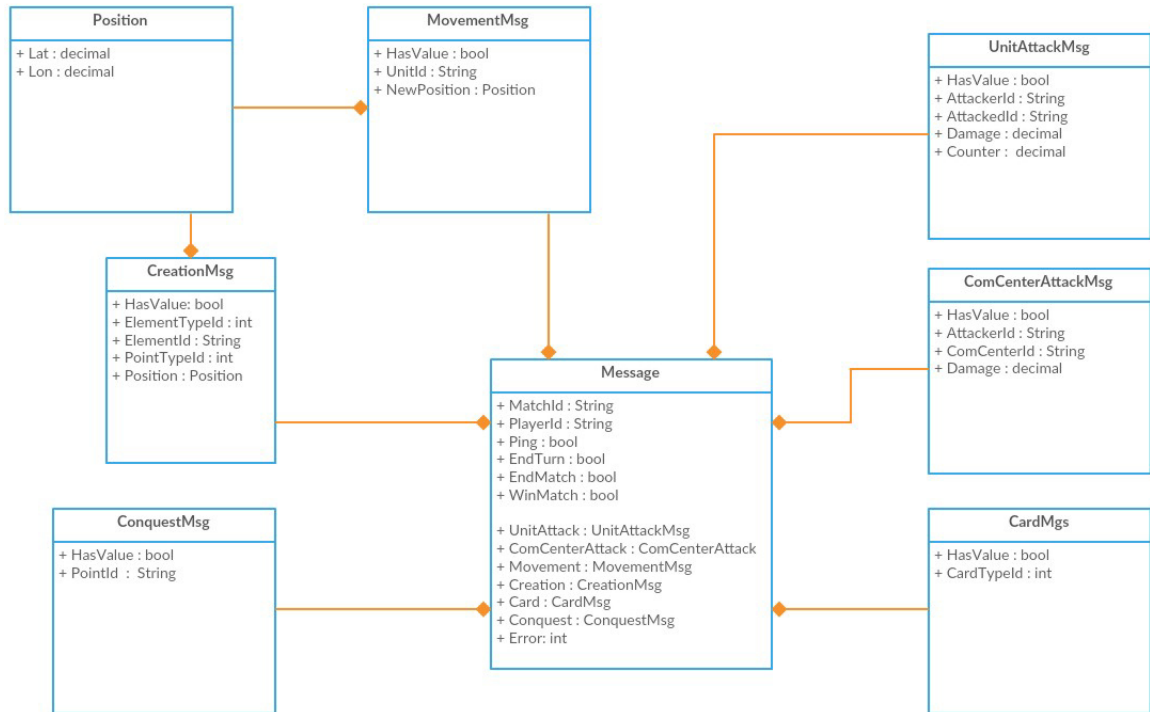 Position
+ Lat : decimal
+ Lon : decimal
MovementMsg
+ HasValue : bool
+ UnitId : String
+ NewPosition : Position
UnitAttackMsg
+ HasValue : bool
+ AttackerId : String
+ AttackedId : String
+ Damage : decimal
+ Counter :  decimal
CreationMsg
+ HasValue: bool
+ ElementTypeId : int
+ ElementId : String
+ PointTypeId : int
+ Position : Position
ComCenterAttackMsg
+ HasValue : bool
+ AttackerId : String
+ ComCenterId : String
+ Damage : decimal
Message
+ MatchId : String
+ PlayerId : String
+ Ping : bool
+ EndTurn : bool
+ EndMatch : bool
+ WinMatch : bool
+ UnitAttack : UnitAttackMsg
+ ComCenterAttack : ComCenterAttack
+ Movement : MovementMsg
+ Creation : CreationMsg
+ Card : CardMsg
+ Conquest : ConquestMsg
+ Error: int
ConquestMsg
+ HasValue : bool
+ PointId  :  String
CardMgs
+ HasValue : bool
+ CardTypeId : int